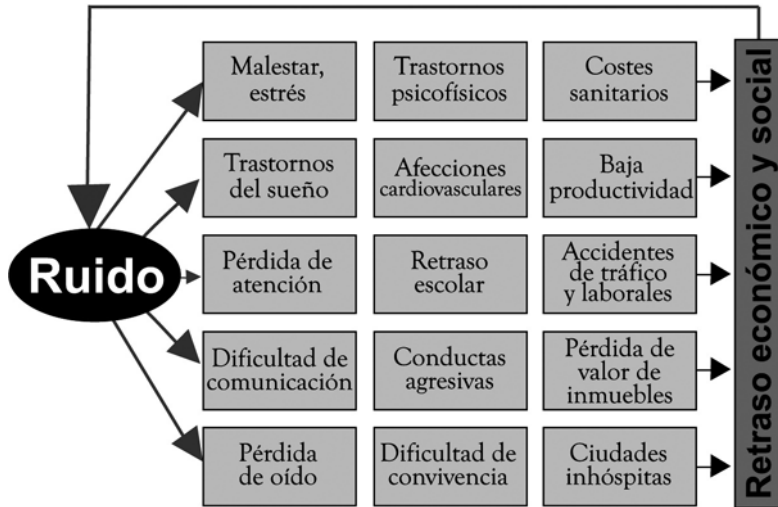 Ruido
Malestar,
estrés
Trastornos
psicofísicos
Costes
sanitarios
Trastornos
del sueño
Afecciones
cardiovasculares
Baja
productividad
Pérdida de
atención
Retraso
escolar
Accidentes
de tráfico
y laborales
Dificultad de
comunicación
Conductas
agresivas
Pérdida de
valor de
inmuebles
Pérdida
de oído
Dificultad de
convivencia
Ciudades
inhóspitas
Retraso económico y social